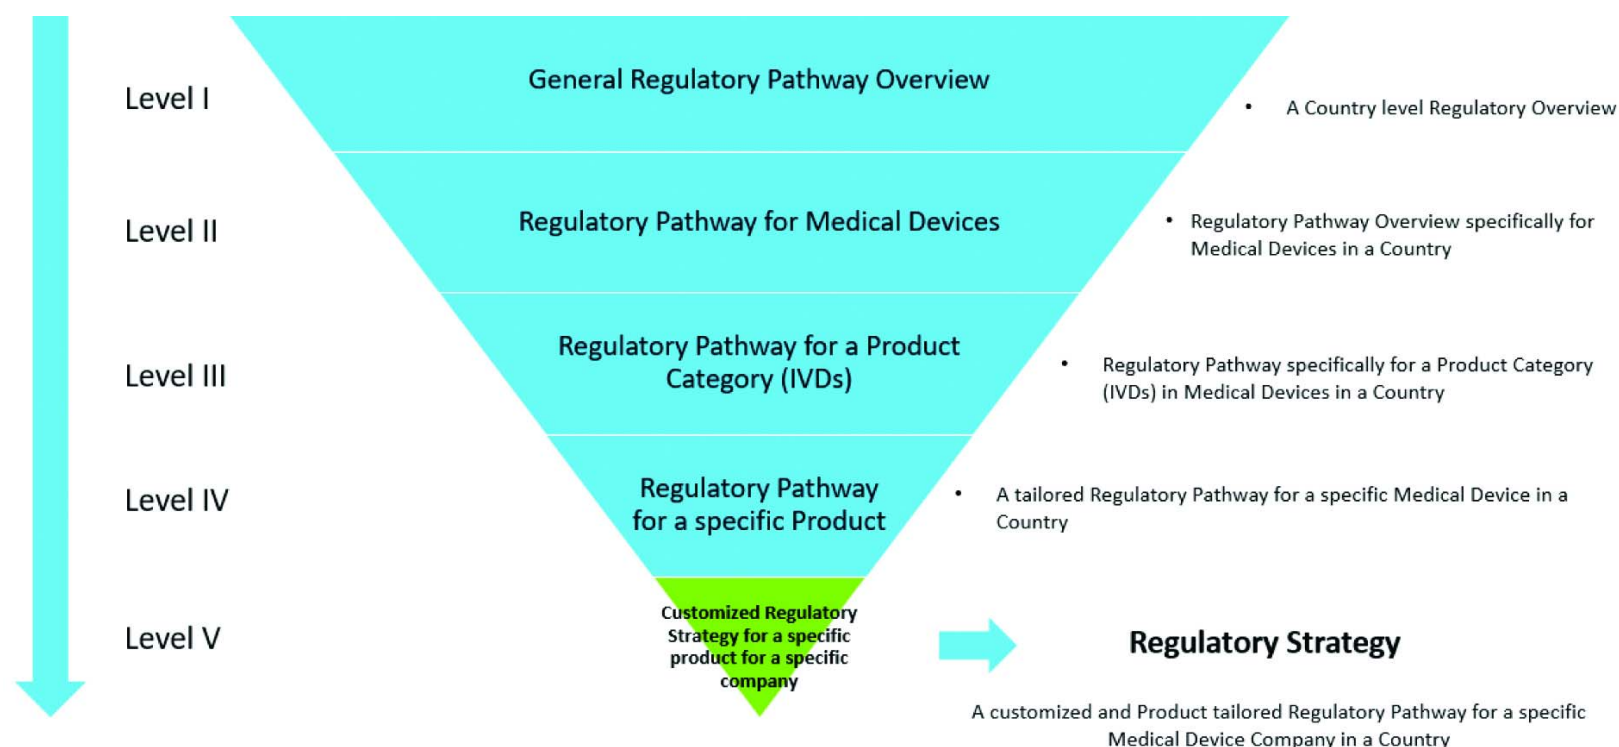 Level I
General Regulatory Pathway Overview
• A Country level Regulatory Overview
Level II
Regulatory Pathway for Medical Devices
• Regulatory Pathway Overview specifically for
Medical Devices in a Country
Level III
Regulatory Pathway for a Product
Category (IVDs)
• Regulatory Pathway specifically for a Product Category
(IVDs) in Medical Devices in a Country
Level IV
Regulatory Pathway
for a specific Product
• A tailored Regulatory Pathway for a specific Medical Device in a
Country
Level V
Customized Regulatory
Strategy for a specific
product for a specific
company
Regulatory Strategy
A customized and Product tailored Regulatory Pathway for a specific
Medical Device Company in a Country